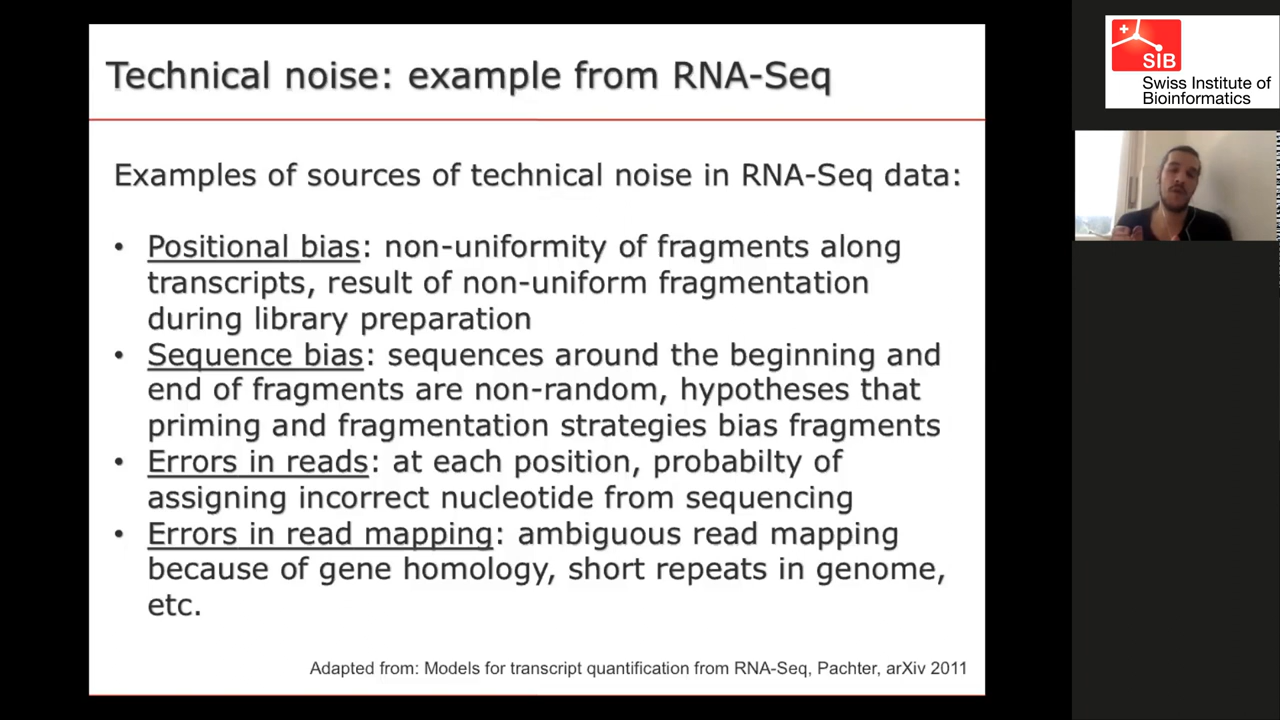 Technical noise: example from RNA-Seq
Examples of sources of technical noise in RNA-Seq data:
• Positional bias: non-uniformity of fragments along
transcripts, result of non-uniform fragmentation
during library preparation
• Sequence bias: sequences around the beginning and
end of fragments are non-random, hypotheses that
priming and fragmentation strategies bias fragments
• Errors in reads: at each position, probabilty of
assigning incorrect nucleotide from sequencing
• Errors in read mapping: ambiguous read mapping
because of gene homology, short repeats in genome,
etc.
Adapted from: Models for transcript quantification from RNA-Seq, Pachter, arXiv 2011
SIB
Swiss Institute of
Bioinformatics